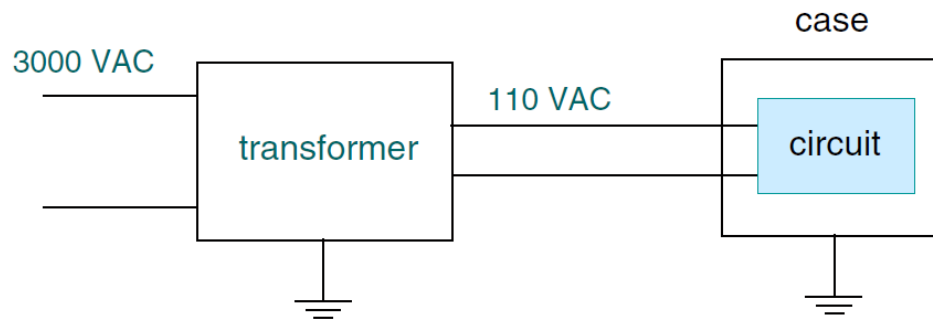 case
3000 VAC
110 VAC
transformer
circuit